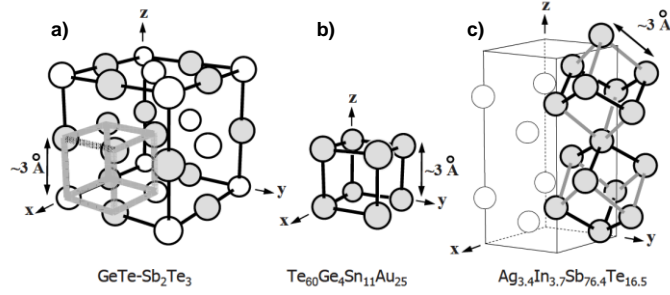 a)
z
y
x
~3 Å
GeTe-Sb₂Te₃
b)
z
y
x
~3 Å
Te₆₀Ge₄Sn₁₁Au₂₅
c)
z
y
x
~3 Å
Ag₃.₄In₃.₇Sb₇₆.₄Te₁₆.₅